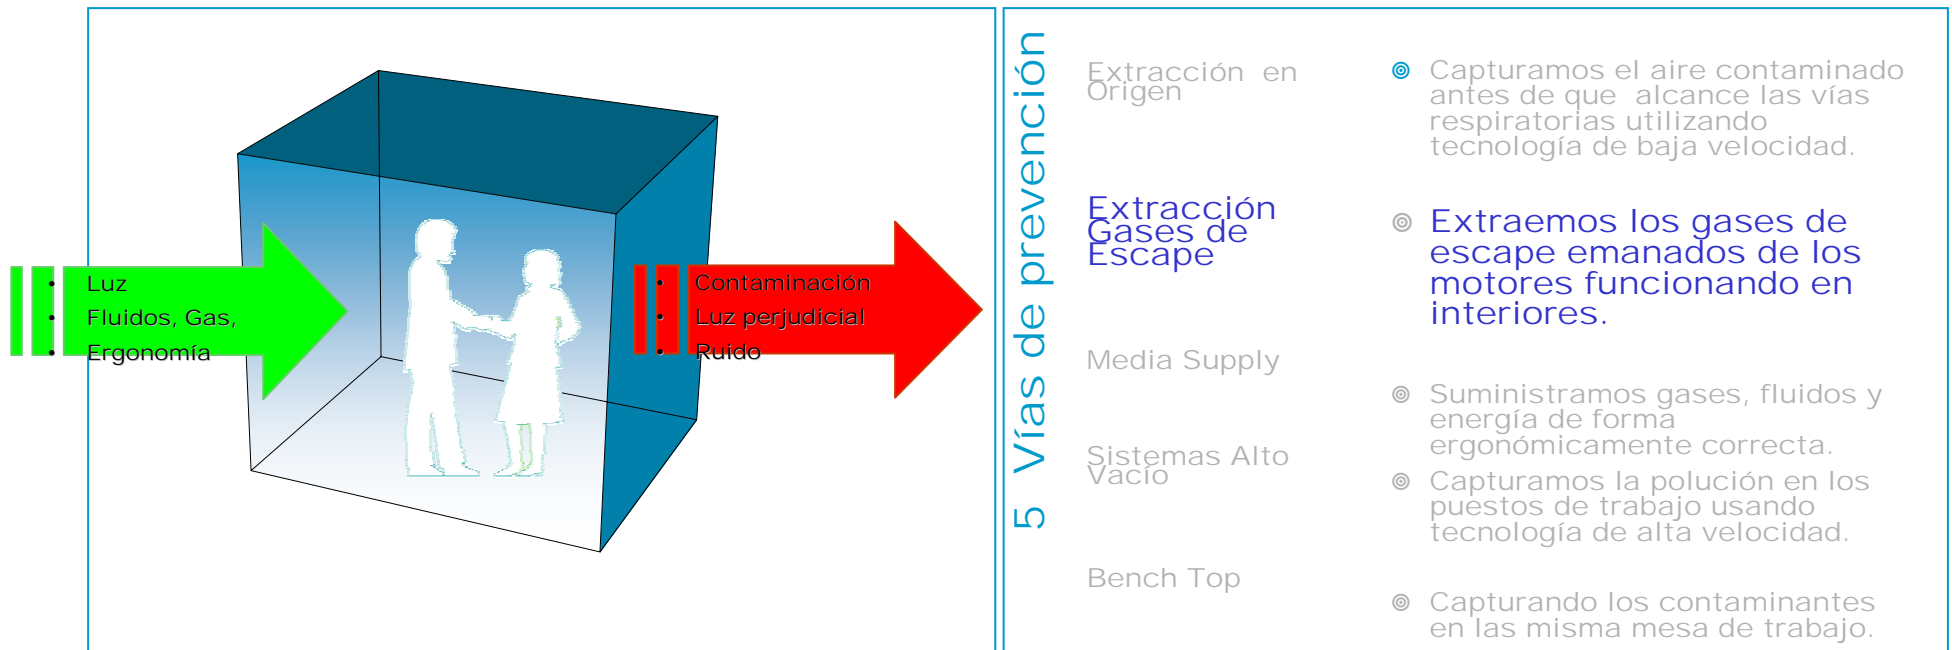 • Luz
• Fluidos, Gas,
• Ergonomía
• Contaminación
• Luz perjudicial
• Ruido
5 Vías de prevención
Extracción en
Origen
Capturamos el aire contaminado
antes de que alcance las vías
respiratorias utilizando
tecnología de baja velocidad.
Extracción
Gases de
Escape
Extraemos los gases de
escape emanados de los
motores funcionando en
interiores.
Media Supply
Suministramos gases, fluidos y
energía de forma
ergonómicamente correcta.
Sistemas Alto
Vacío
Capturamos la polución en los
puestos de trabajo usando
tecnología de alta velocidad.
Bench Top
Capturando los contaminantes
en las misma mesa de trabajo.